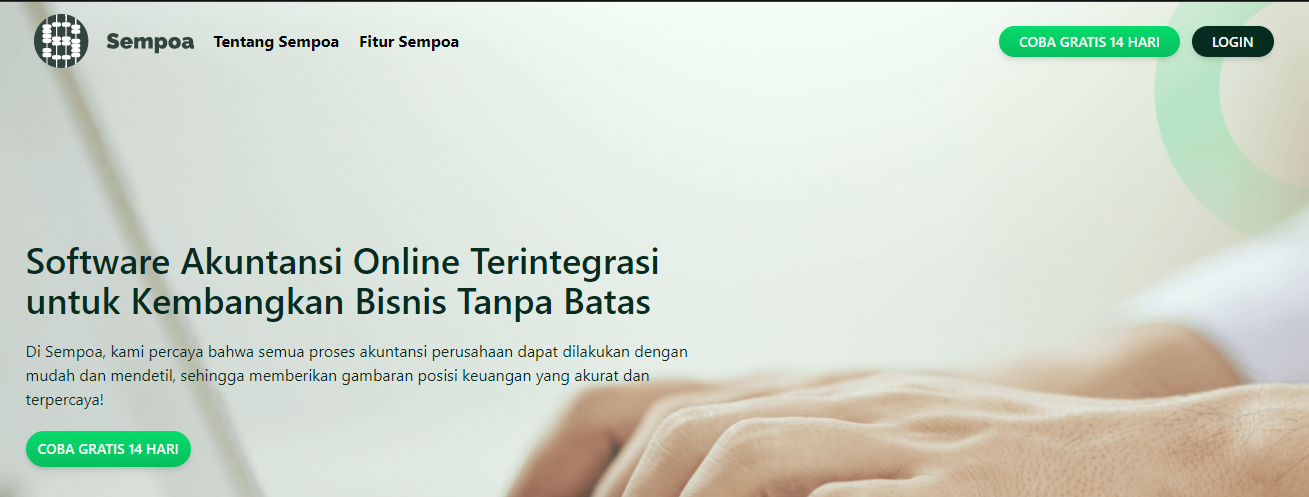 Sempoa
Tentang Sempoa
Fitur Sempoa
COBA GRATIS 14 HARI
LOGIN
Software Akuntansi Online Terintegrasi
untuk Kembangkan Bisnis Tanpa Batas
Di Sempoa, kami percaya bahwa semua proses akuntansi perusahaan dapat dilakukan dengan
mudah dan mendetil, sehingga memberikan gambaran posisi keuangan yang akurat dan
terpercaya!
COBA GRATIS 14 HARI